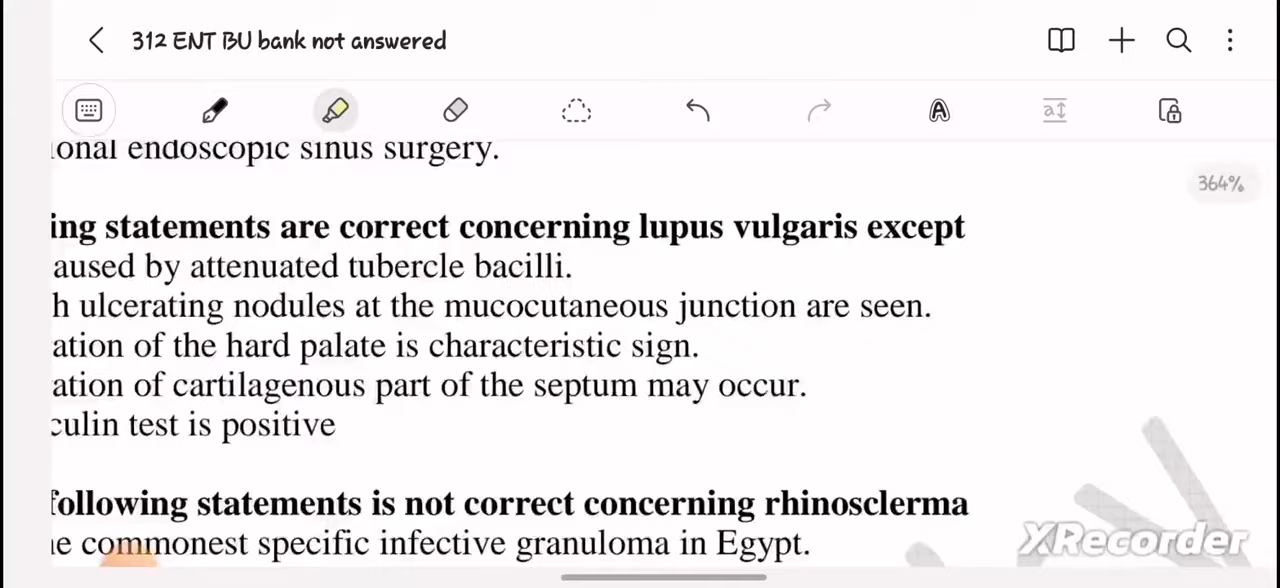 312 ENT BU bank not answered
364%
ional endoscopic sinus surgery.
ing statements are correct concerning lupus vulgaris except
aused by attenuated tubercle bacilli.
h ulcerating nodules at the mucocutaneous junction are seen.
ation of the hard palate is characteristic sign.
ation of cartilagenous part of the septum may occur.
culin test is positive
following statements is not correct concerning rhinosclerma
e commonest specific infective granuloma in Egypt.
XRecorder